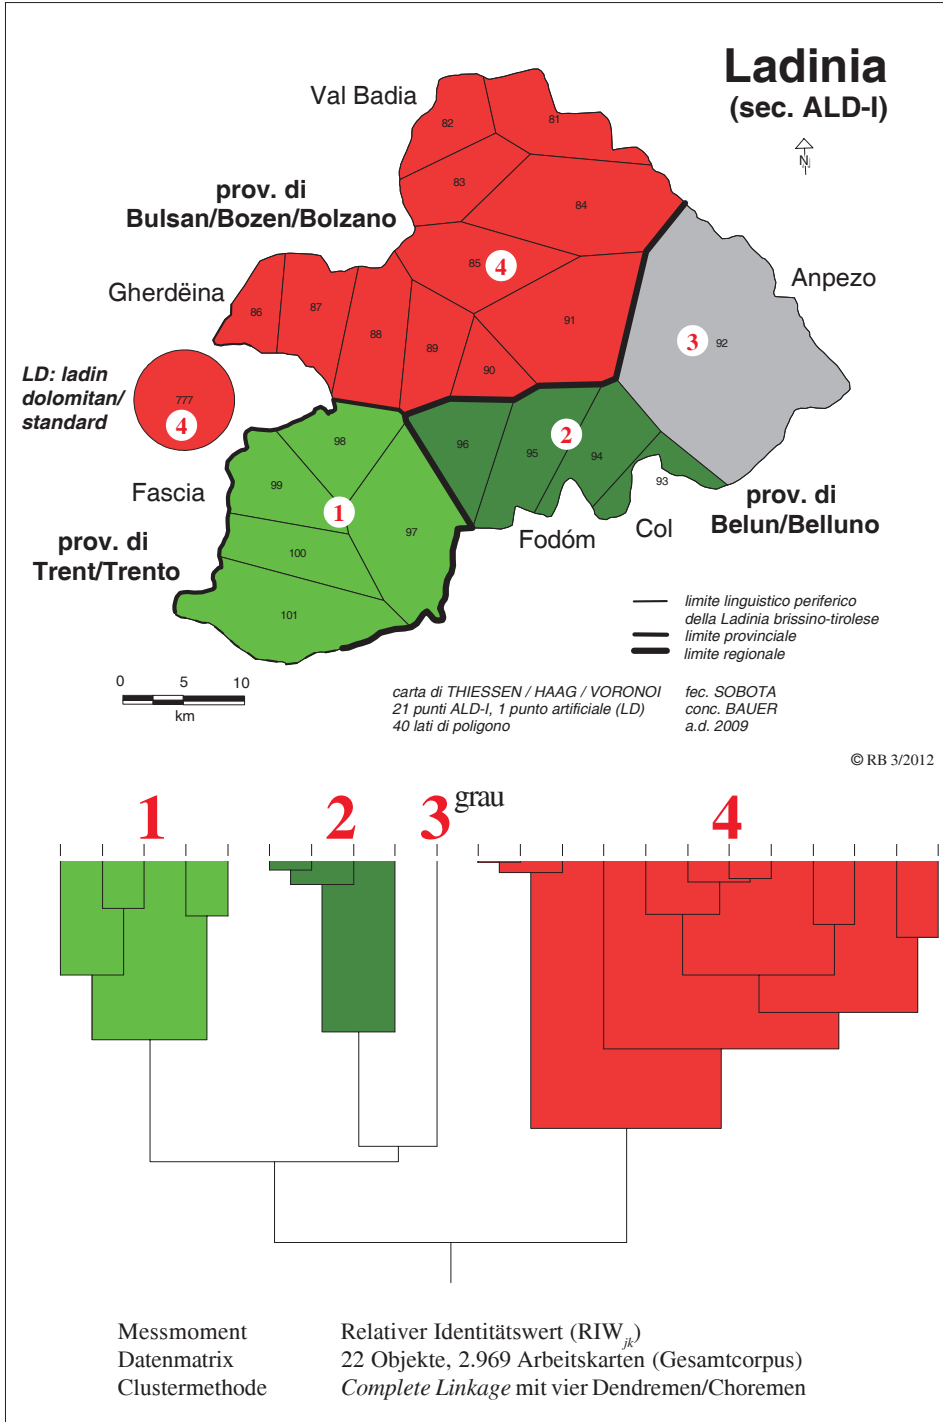 Ladinia
(sec. ALD-I)
N
Val Badia
82
81
83
84
prov. di
Bulsan/Bozen/Bolzano
85
4
Anpezo
Gherdëina
86
87
88
89
90
91
3
92
LD: ladin
dolomitan/
standard
777
4
98
96
95
2
94
93
Fascia
99
1
97
prov. di
Belun/Belluno
Fodóm
Col
prov. di
Trent/Trento
100
101
limite linguistico periferico
della Ladinia brissino-tirolese
limite provinciale
limite regionale
0 5 10
km
carta di THIESSEN / HAAG / VORONOI
21 punti ALD-I, 1 punto artificiale (LD)
40 lati di poligono
fec. SOBOTA
conc. BAUER
a.d. 2009
© RB 3/2012
1 2 3 grau 4
Messmoment Relativer Identitätswert (RIWjk)
Datenmatrix 22 Objekte, 2.969 Arbeitskarten (Gesamtcorpus)
Clustermethode Complete Linkage mit vier Dendremen/Choremen